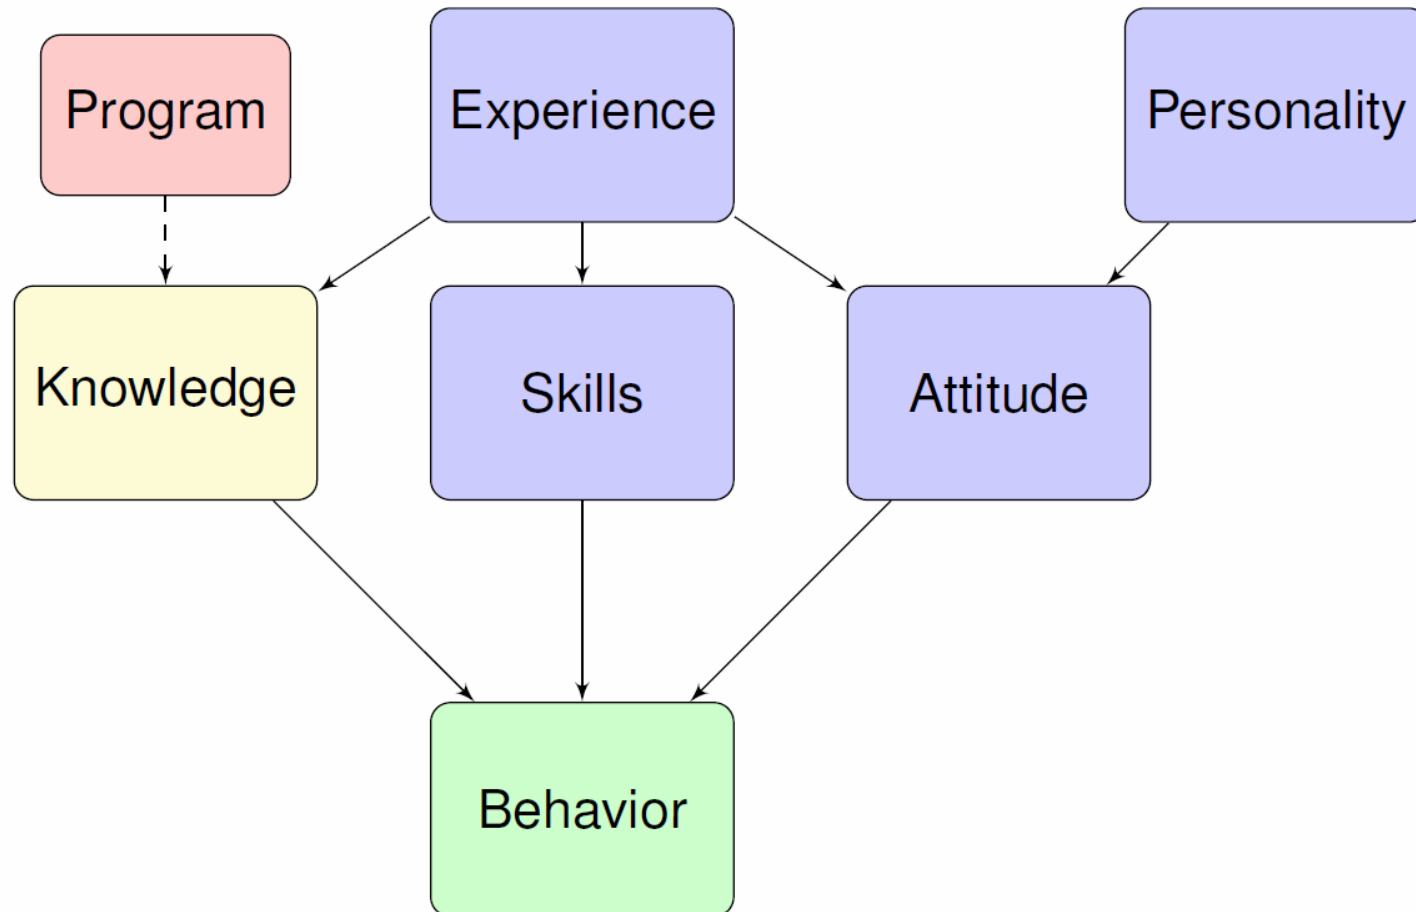 Program
Experience
Personality
Knowledge
Skills
Attitude
Behavior